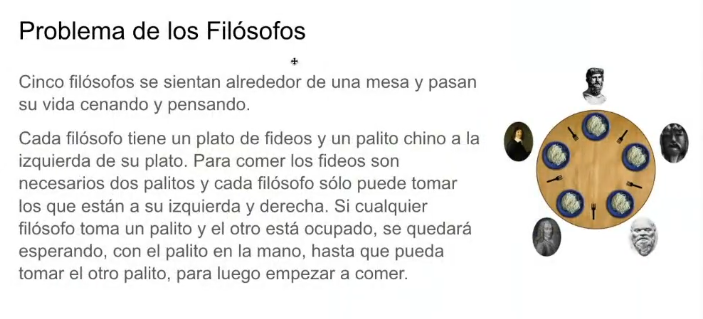 Problema de los Filósofos
Cinco filósofos se sientan alrededor de una mesa y pasan
su vida cenando y pensando.
Cada filósofo tiene un plato de fideos y un palito chino a la
izquierda de su plato. Para comer los fideos son
necesarios dos palitos y cada filósofo sólo puede tomar
los que están a su izquierda y derecha. Si cualquier
filósofo toma un palito y el otro está ocupado, se quedará
esperando, con el palito en la mano, hasta que pueda
tomar el otro palito, para luego empezar a comer.